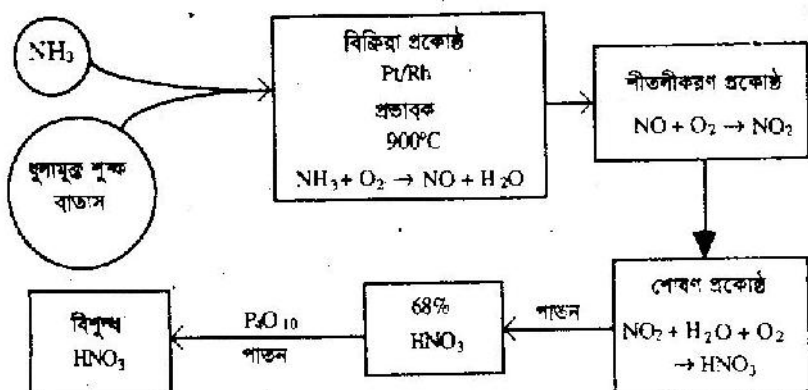 NH₃
ধুলামুক্ত শুষ্ক
বাতাস
বিক্রিয়া প্রকোষ্ঠ
Pt/Rh
প্রভাবক
900°C
NH₃ + O₂ → NO + H₂O
শীতলীকরণ প্রকোষ্ঠ
NO + O₂ → NO₂
শোষণ প্রকোষ্ঠ
NO₂ + H₂O + O₂
→ HNO₃
পাতন
68%
HNO₃
P₄O₁₀
পাতন
বিশুদ্ধ
HNO₃